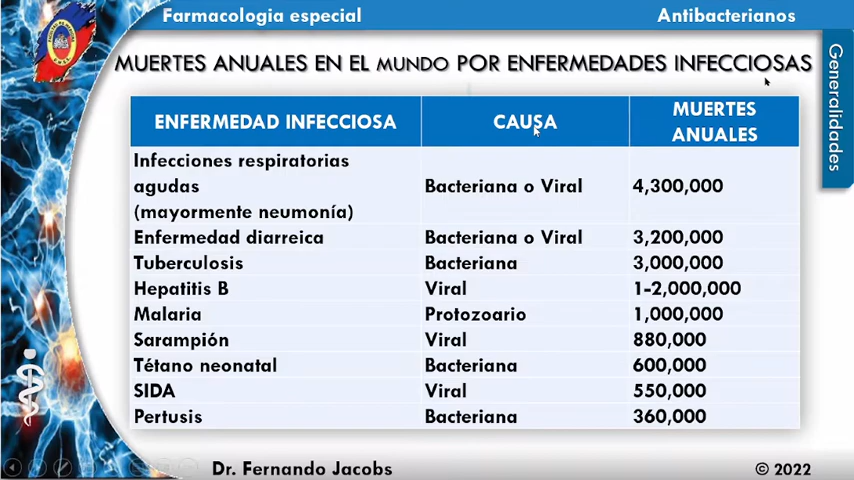 Farmacologia especial
Antibacterianos
Generalidades
MUERTES ANUALES EN EL MUNDO POR ENFERMEDADES INFECCIOSAS
ENFERMEDAD INFECCIOSA CAUSA MUERTES ANUALES
Infecciones respiratorias
agudas
(mayormente neumonía) Bacteriana o Viral 4,300,000
Enfermedad diarreica Bacteriana o Viral 3,200,000
Tuberculosis Bacteriana 3,000,000
Hepatitis B Viral 1-2,000,000
Malaria Protozoario 1,000,000
Sarampión Viral 880,000
Tétano neonatal Bacteriana 600,000
SIDA Viral 550,000
Pertusis Bacteriana 360,000
Dr. Fernando Jacobs
© 2022